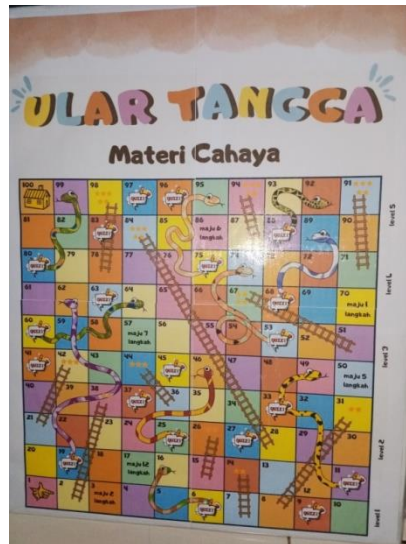 ULAR TANGGA
Materi Cahaya
100 99 98 97 96 95 94 93 92 91
81 82 83 84 85 86 87 89 90
maju 6
langkah
level 5
80 79 78 77 76 75 72 71
61 62 63 64 65 66 67 68 69 70
maju 1
langkah
level 4
60 59 58 57 56 55 54 53 52 51
maju 7
langkah
41 42 43 44 45 46 47 48 49 50
maju 5
langkah
level 3
40 39 38 37 36 35 34 33 32 31
21 22 23 24 25 26 27 28 29 30
level 2
20 19 18 17 16 15 14 13 11
maju 12
langkah
2 3 4 5 6 7 8 9 10
maju 2
langkah
level 1